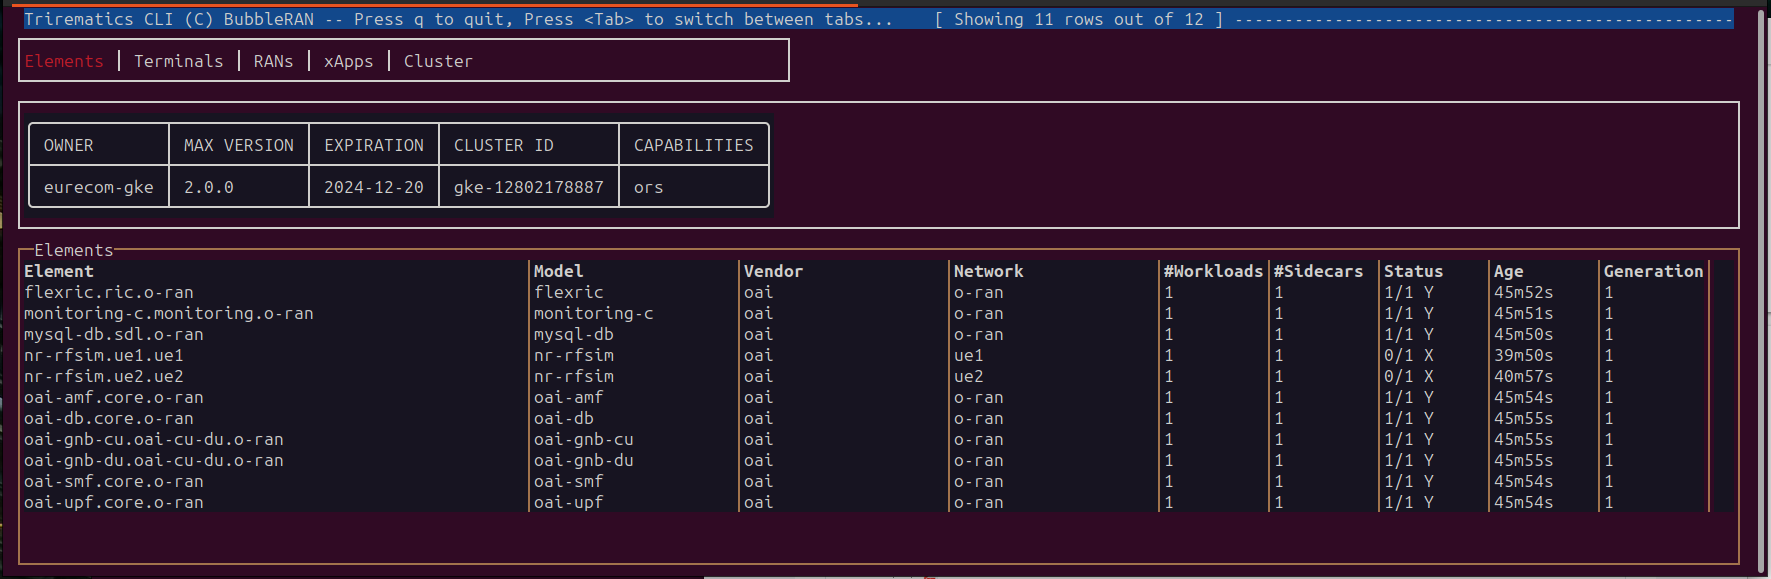 Trirematics CLI (C) BubbleRAN -- Press q to quit, Press <Tab> to switch between tabs... [ Showing 11 rows out of 12 ] --------------------------------------------------
Elements | Terminals | RANs | xApps | Cluster
OWNER MAX VERSION EXPIRATION CLUSTER ID CAPABILITIES
eurecom-gke 2.0.0 2024-12-20 gke-12802178887 ors
Elements
Element Model Vendor Network #Workloads #Sidecars Status Age Generation
flexric.ric.o-ran flexric oai o-ran 1 1 1/1 Y 45m52s 1
monitoring-c.monitoring.o-ran monitoring-c oai o-ran 1 1 1/1 Y 45m51s 1
mysql-db.sdl.o-ran mysql-db oai o-ran 1 1 1/1 Y 45m50s 1
nr-rfsim.ue1.ue1 nr-rfsim oai ue1 1 1 0/1 X 39m50s 1
nr-rfsim.ue2.ue2 nr-rfsim oai ue2 1 1 0/1 X 40m57s 1
oai-amf.core.o-ran oai-amf oai o-ran 1 1 1/1 Y 45m54s 1
oai-db.core.o-ran oai-db oai o-ran 1 1 1/1 Y 45m55s 1
oai-gnb-cu.oai-cu-du.o-ran oai-gnb-cu oai o-ran 1 1 1/1 Y 45m55s 1
oai-gnb-du.oai-cu-du.o-ran oai-gnb-du oai o-ran 1 1 1/1 Y 45m55s 1
oai-smf.core.o-ran oai-smf oai o-ran 1 1 1/1 Y 45m54s 1
oai-upf.core.o-ran oai-upf oai o-ran 1 1 1/1 Y 45m54s 1